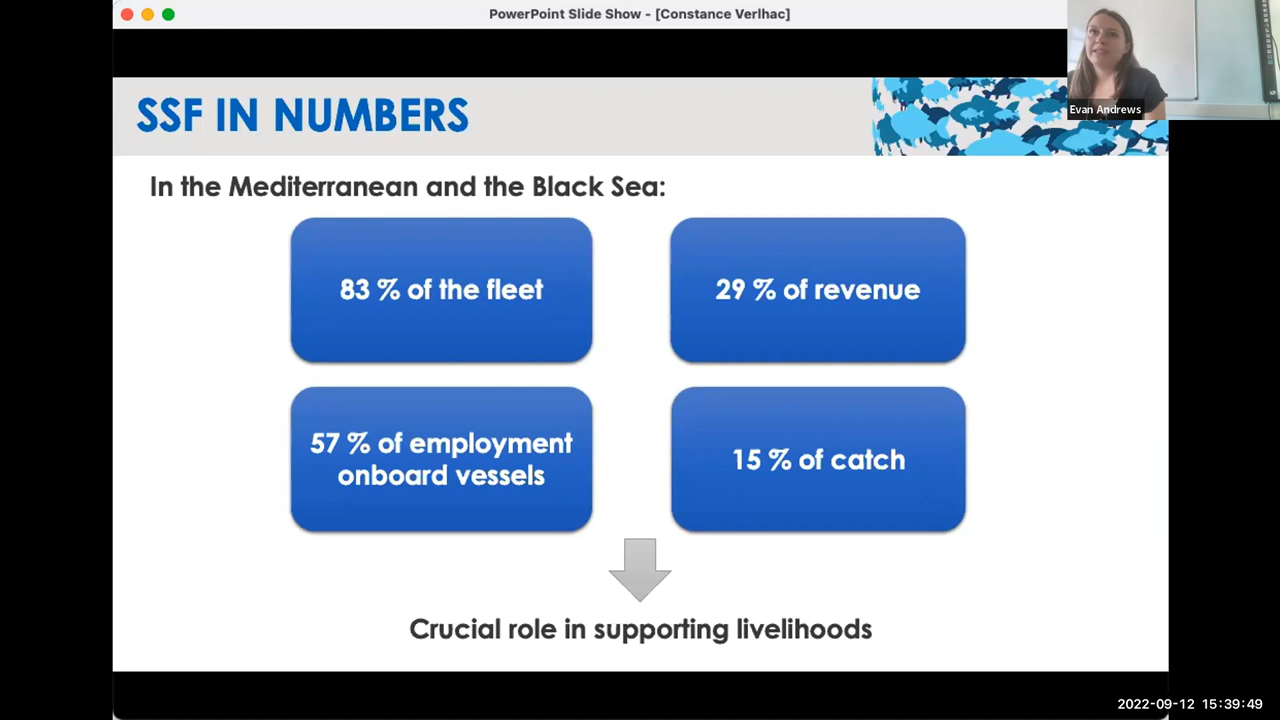 PowerPoint Slide Show - [Constance Verlhac]
Evan Andrews
SSF IN NUMBERS
In the Mediterranean and the Black Sea:
83 % of the fleet
29 % of revenue
57 % of employment
onboard vessels
15 % of catch
Crucial role in supporting livelihoods
2022-09-12 15:39:49